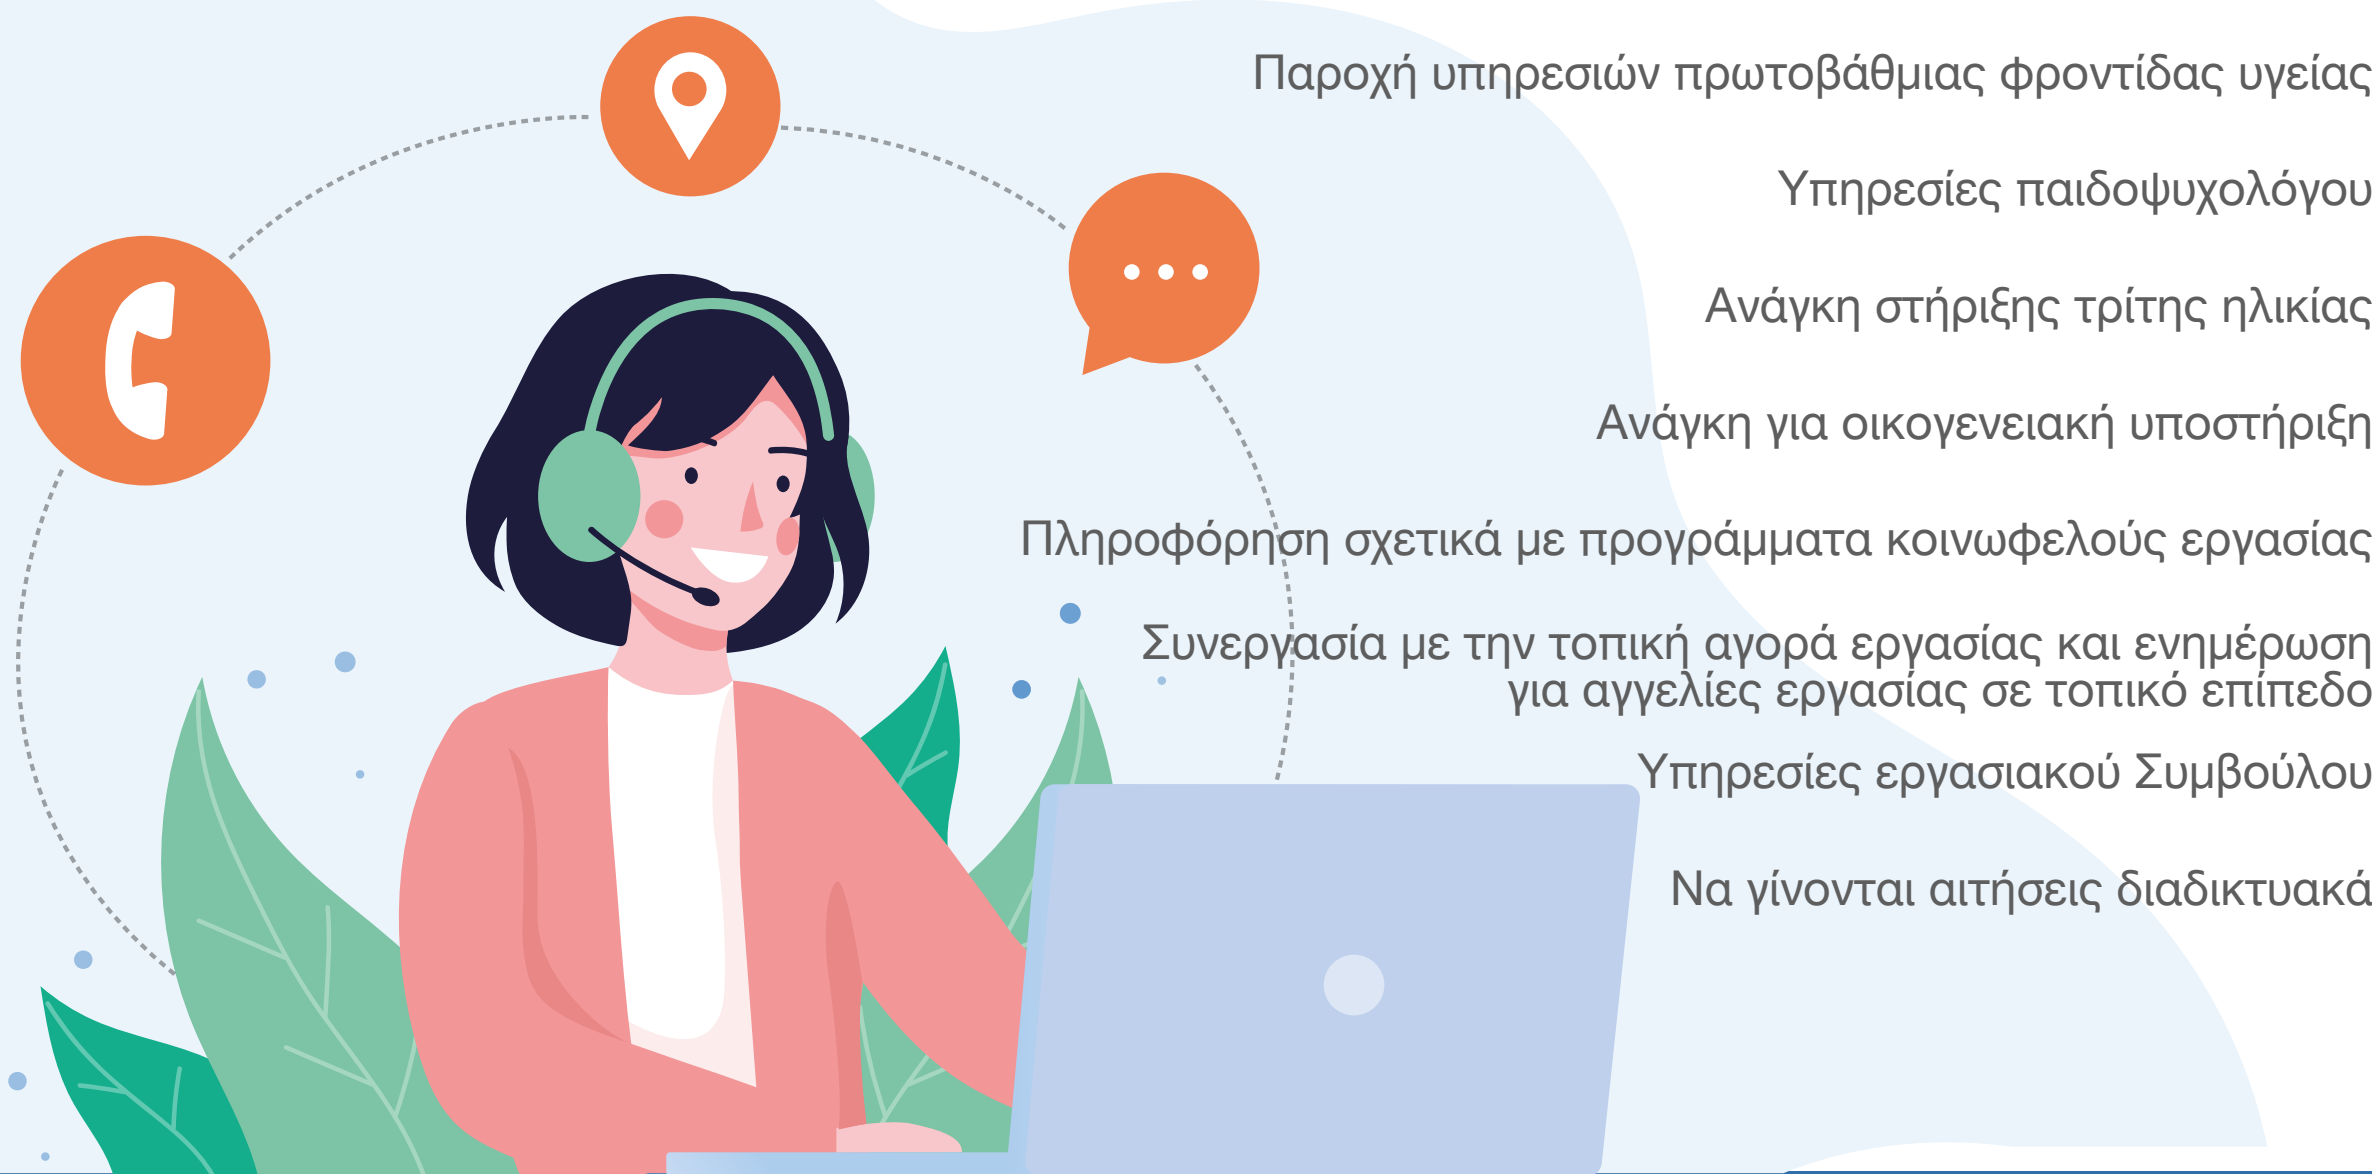 Παροχή υπηρεσιών πρωτοβάθμιας φροντίδας υγείας
Υπηρεσίες παιδοψυχολόγου
Ανάγκη στήριξης τρίτης ηλικίας
Ανάγκη για οικογενειακή υποστήριξη
Πληροφόρηση σχετικά με προγράμματα κοινωφελούς εργασίας
Συνεργασία με την τοπική αγορά εργασίας και ενημέρωση
για αγγελίες εργασίας σε τοπικό επίπεδο
Υπηρεσίες εργασιακού Συμβούλου
Να γίνονται αιτήσεις διαδικτυακά